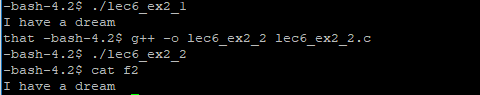 -bash-4.2$ ./lec6_ex2_1
I have a dream
that -bash-4.2$ g++ -o lec6_ex2_2 lec6_ex2_2.c
-bash-4.2$ ./lec6_ex2_2
-bash-4.2$ cat f2
I have a dream